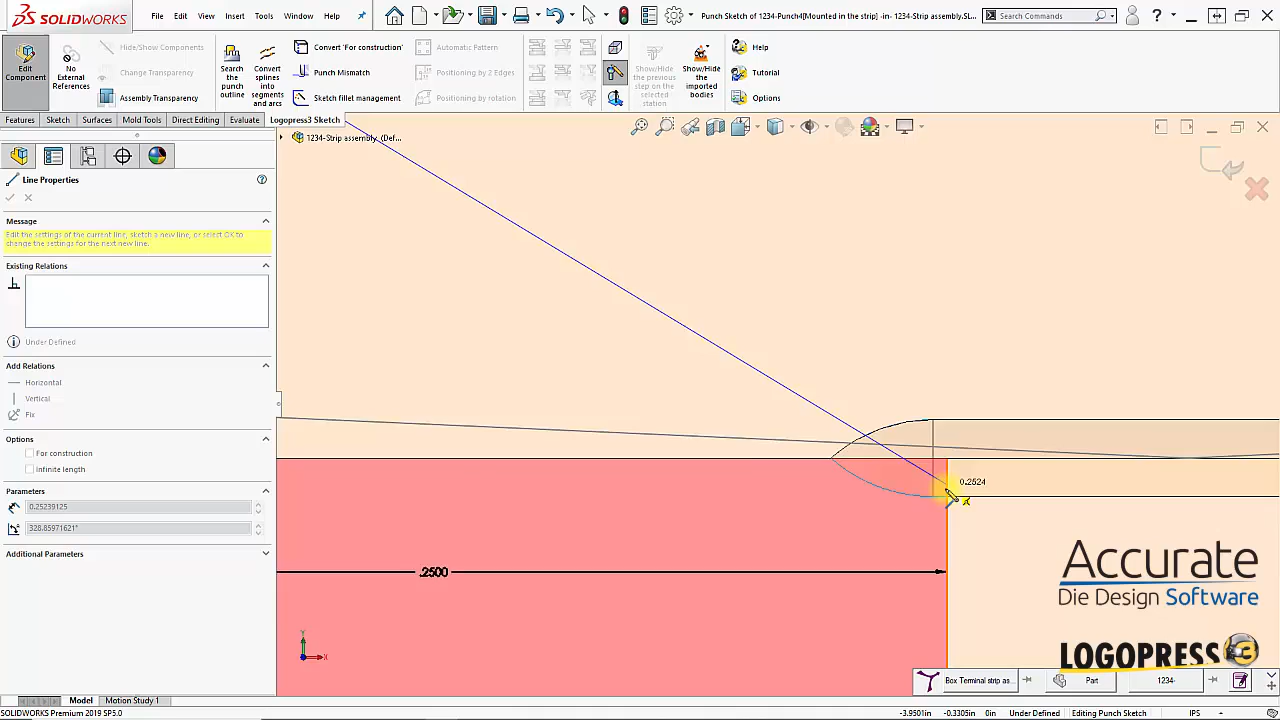 SOLIDWORKS
File Edit View Insert Tools Window Help
Punch Sketch of 1234-Punch4[Mounted in the strip] -in- 1234-Strip assembly.SL...
Search Commands
?
Edit Component
No External References
Hide/Show Components
Change Transparency
Assembly Transparency
Search the punch outline
Convert splines into segments and arcs
Convert 'For construction'
Punch Mismatch
Sketch fillet management
Automatic Pattern
Positioning by 2 Edges
Positioning by rotation
Show/Hide the previous step on the selected station
Show/Hide the imported bodies
Help
Tutorial
Options
Features Sketch Surfaces Mold Tools Direct Editing Evaluate Logopress3 Sketch
1234-Strip assembly (Def...
Line Properties
Message
Edit the settings of the current line, sketch a new line, or select OK to
change the settings for the next new line.
Existing Relations
Under Defined
Add Relations
Horizontal
Vertical
Fix
Options
For construction
Infinite length
Parameters
0.25239125
328.85971621°
Additional Parameters
0.2524
.2500
Y
X
Accurate
Die Design Software
LOGOPRESS 3
Box Terminal strip as...
Part
1234-
Model Motion Study 1
SOLIDWORKS Premium 2019 SP5.0
-3.9501in -0.3305in 0in Under Defined Editing Punch Sketch IPS